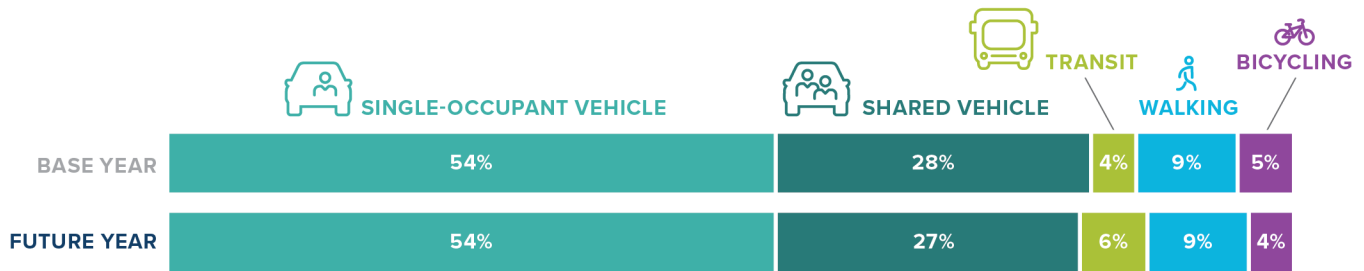 TRANSIT
BICYCLING
SINGLE-OCCUPANT VEHICLE
SHARED VEHICLE
WALKING
BASE YEAR
54%
28%
4%
9%
5%
FUTURE YEAR
54%
27%
6%
9%
4%